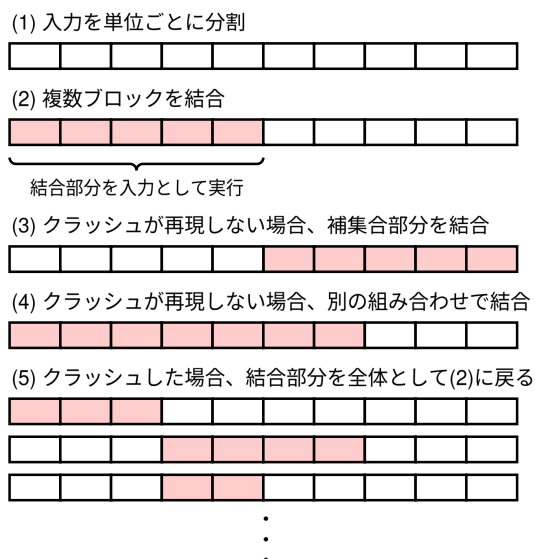 (1) 入力を単位ごとに分割
(2) 複数ブロックを結合
結合部分を入力として実行
(3) クラッシュが再現しない場合、補集合部分を結合
(4) クラッシュが再現しない場合、別の組み合わせで結合
(5) クラッシュした場合、結合部分を全体として(2)に戻る